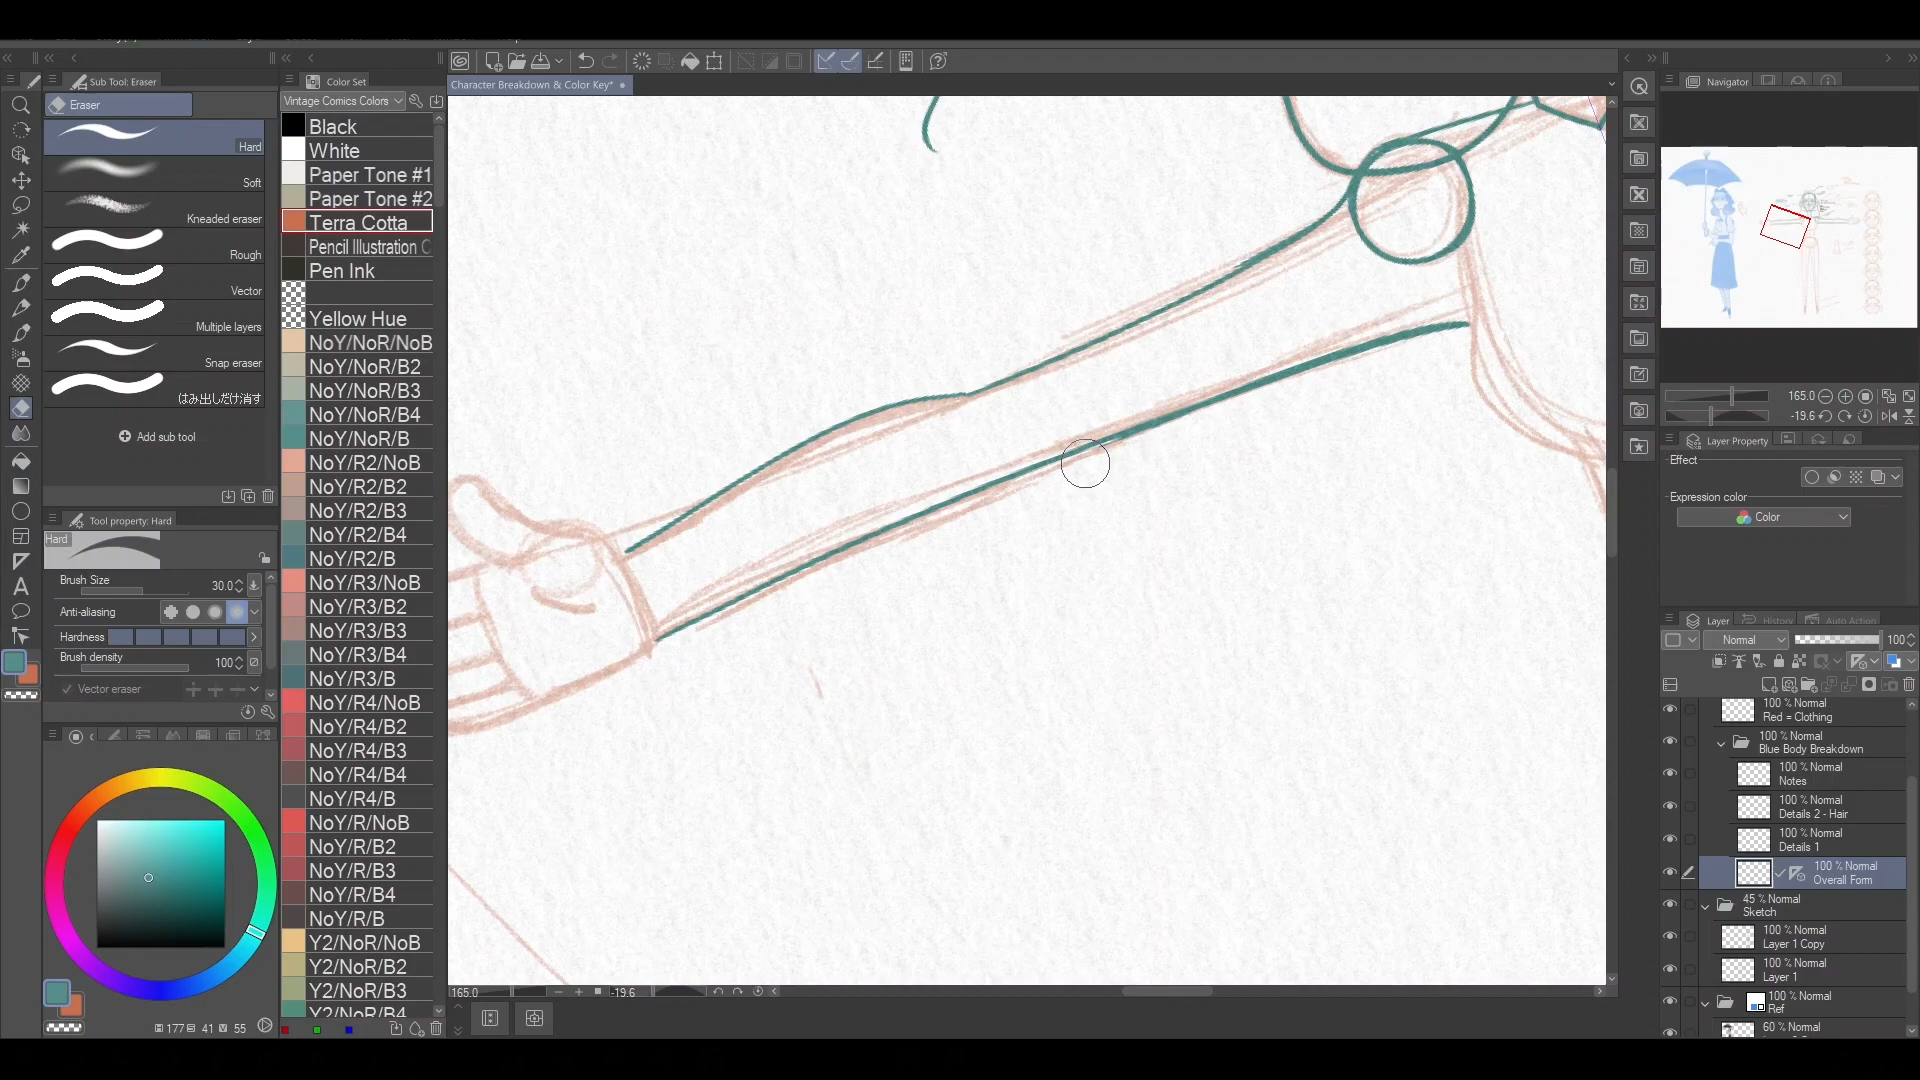 Sub Tool: Eraser
Eraser
Hard
Soft
Kneaded eraser
Rough
Vector
Multiple layers
Snap eraser
はみ出しだけ消す
Add sub tool
Tool property: Hard
Hard
Brush Size
30.0
Anti-aliasing
Hardness
Brush density
100
Vector eraser
177
41
55
Color Set
Vintage Comics Colors
Black
White
Paper Tone #1
Paper Tone #2
Terra Cotta
Pencil Illustration C
Pen Ink
Yellow Hue
NoY/NoR/NoB
NoY/NoR/B2
NoY/NoR/B3
NoY/NoR/B4
NoY/NoR/B
NoY/R2/NoB
NoY/R2/B2
NoY/R2/B3
NoY/R2/B4
NoY/R2/B
NoY/R3/NoB
NoY/R3/B2
NoY/R3/B3
NoY/R3/B4
NoY/R3/B
NoY/R4/NoB
NoY/R4/B2
NoY/R4/B3
NoY/R4/B4
NoY/R4/B
NoY/R/NoB
NoY/R/B2
NoY/R/B3
NoY/R/B4
NoY/R/B
Y2/NoR/NoB
Y2/NoR/B2
Y2/NoR/B3
Y2/NoR/B4
Character Breakdown & Color Key*
165.0
-19.6
Navigator
165.0
-19.6
Layer Property
Effect
Expression color
Color
Layer
History
Auto Action
Normal
100
100 % Normal
Red = Clothing
100 % Normal
Blue Body Breakdown
100 % Normal
Notes
100 % Normal
Details 2 - Hair
100 % Normal
Details 1
100 % Normal
Overall Form
45 % Normal
Sketch
100 % Normal
Layer 1 Copy
100 % Normal
Layer 1
100 % Normal
Ref
60 % Normal